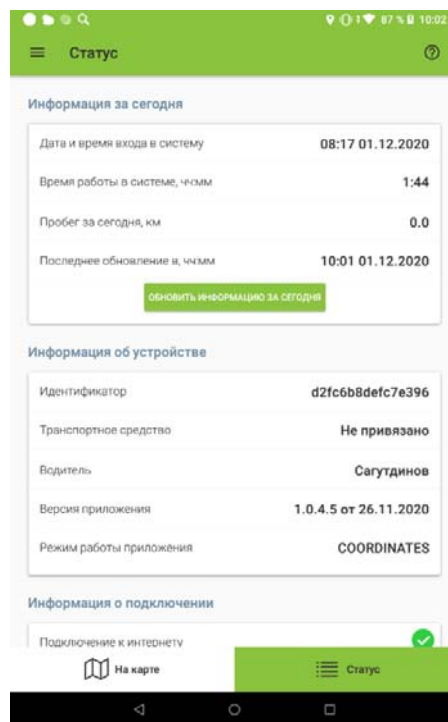 87 % 10:02
Статус
Информация за сегодня
Дата и время входа в систему 08:17 01.12.2020
Время работы в системе, чч:мм 1:44
Пробег за сегодня, км 0.0
Последнее обновление в, чч:мм 10:01 01.12.2020
ОБНОВИТЬ ИНФОРМАЦИЮ ЗА СЕГОДНЯ
Информация об устройстве
Идентификатор d2fc6b8defc7e396
Транспортное средство Не привязано
Водитель Сагутдинов
Версия приложения 1.0.4.5 от 26.11.2020
Режим работы приложения COORDINATES
Информация о подключении
Подключение к интернету
На карте Статус